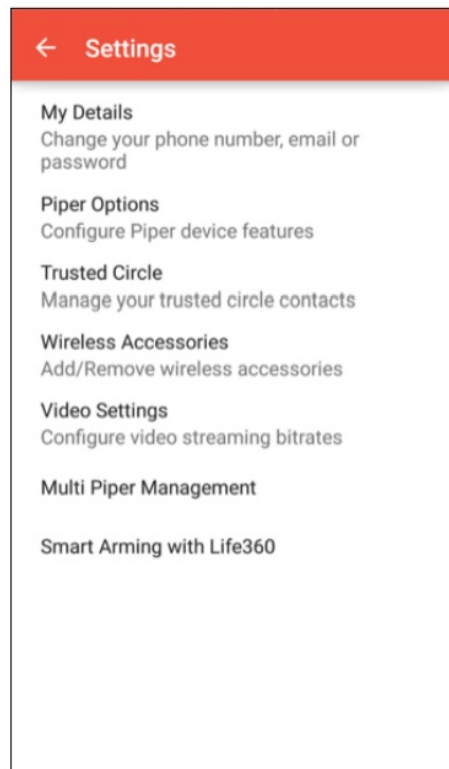 Settings
My Details
Change your phone number, email or
password
Piper Options
Configure Piper device features
Trusted Circle
Manage your trusted circle contacts
Wireless Accessories
Add/Remove wireless accessories
Video Settings
Configure video streaming bitrates
Multi Piper Management
Smart Arming with Life360